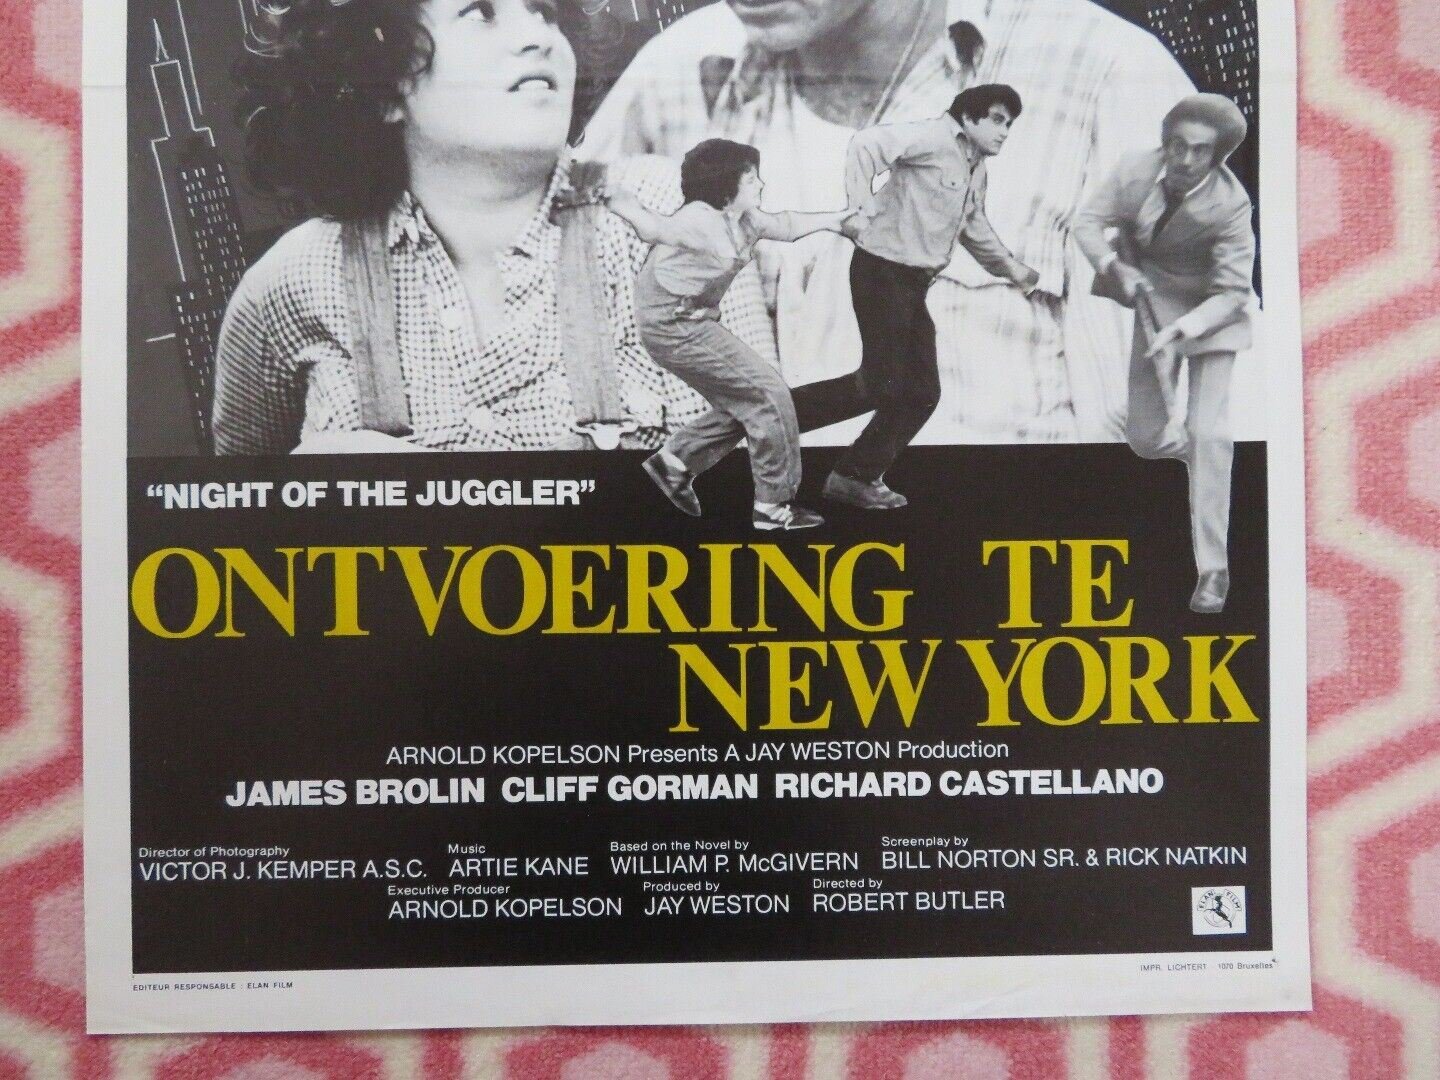 "NIGHT OF THE JUGGLER"
ONTVOERING TE
NEW YORK
ARNOLD KOPELSON Presents A JAY WESTON Production
JAMES BROLIN CLIFF GORMAN RICHARD CASTELLANO
Director of Photography
VICTOR J. KEMPER A.S.C.
Music
ARTIE KANE
Based on the Novel by
WILLIAM P. McGIVERN
Screenplay by
BILL NORTON SR. & RICK NATKIN
Executive Producer
ARNOLD KOPELSON
Produced by
JAY WESTON
Directed by
ROBERT BUTLER
ELAN FILM
EDITEUR RESPONSABLE : ELAN FILM
IMPR. LICHTERT - 1070 Bruxelles